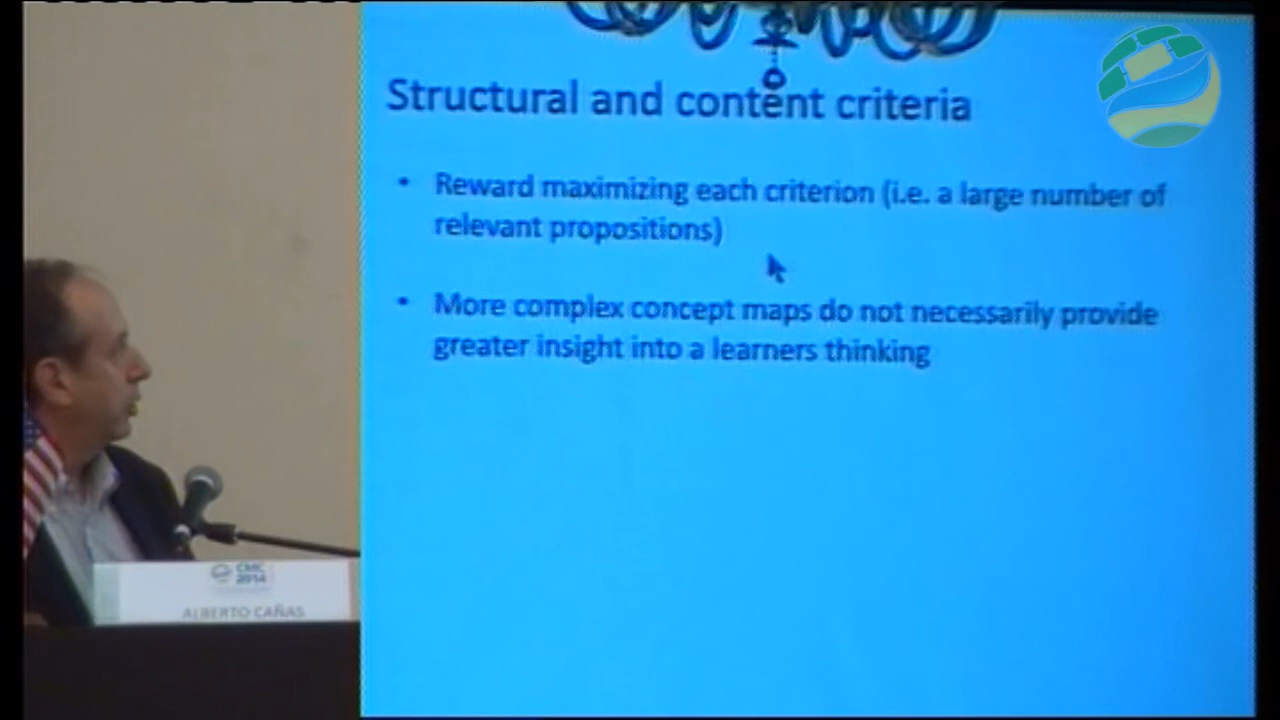 Structural and content criteria
• Reward maximizing each criterion (i.e. a large number of
relevant propositions)
• More complex concept maps do not necessarily provide
greater insight into a learners thinking
CMC
2014
ALBERTO CAÑAS